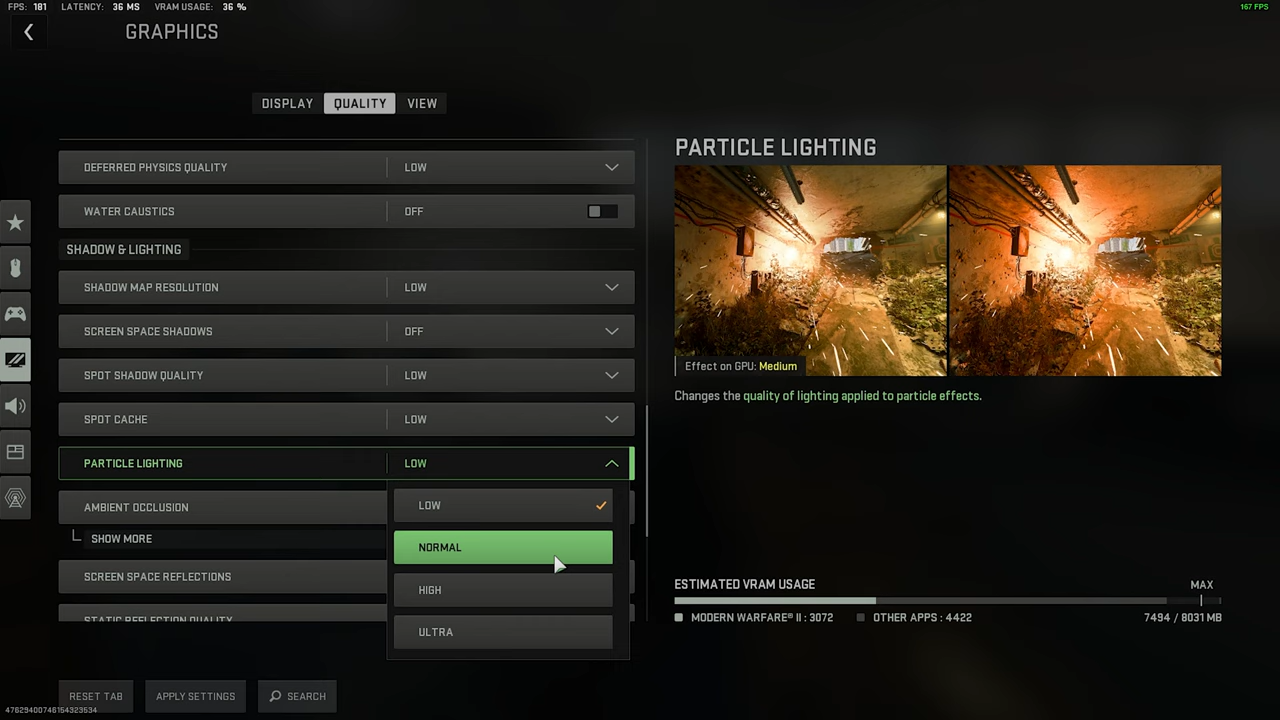 FPS: 181 LATENCY: 36 MS VRAM USAGE: 36 %
167 FPS
GRAPHICS
DISPLAY QUALITY VIEW
DEFERRED PHYSICS QUALITY LOW
WATER CAUSTICS OFF
SHADOW & LIGHTING
SHADOW MAP RESOLUTION LOW
SCREEN SPACE SHADOWS OFF
SPOT SHADOW QUALITY LOW
SPOT CACHE LOW
PARTICLE LIGHTING LOW
LOW
NORMAL
HIGH
ULTRA
AMBIENT OCCLUSION
SHOW MORE
SCREEN SPACE REFLECTIONS
STATIC REFLECTION QUALITY
PARTICLE LIGHTING
Effect on GPU: Medium
Changes the quality of lighting applied to particle effects.
ESTIMATED VRAM USAGE MAX
MODERN WARFARE® II : 3072 OTHER APPS : 4422 7494 / 8031 MB
RESET TAB APPLY SETTINGS SEARCH
47629400746154323534